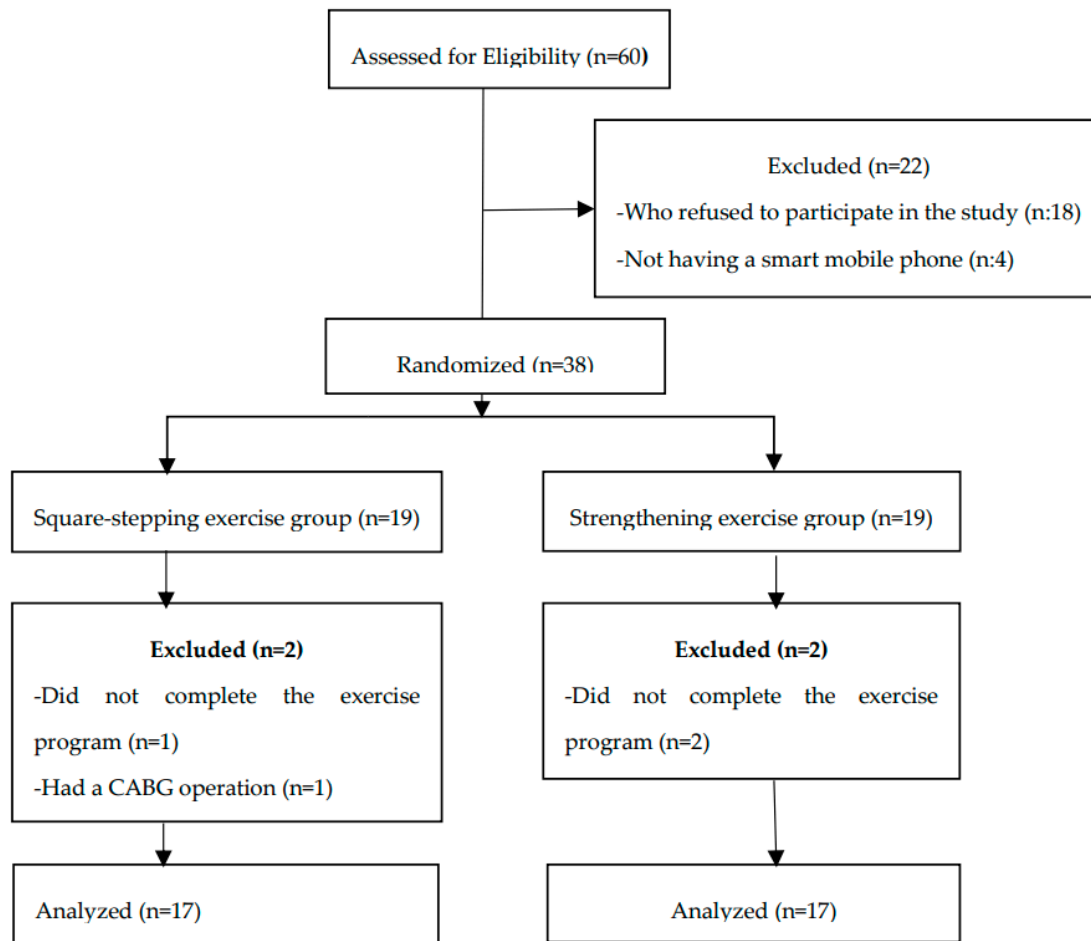 Assessed for Eligibility (n=60)
Excluded (n=22)
-Who refused to participate in the study (n:18)
-Not having a smart mobile phone (n:4)
Randomized (n=38)
Square-stepping exercise group (n=19)
Strengthening exercise group (n=19)
Excluded (n=2)
-Did not complete the exercise
program (n=1)
-Had a CABG operation (n=1)
Excluded (n=2)
-Did not complete the exercise
program (n=2)
Analyzed (n=17)
Analyzed (n=17)